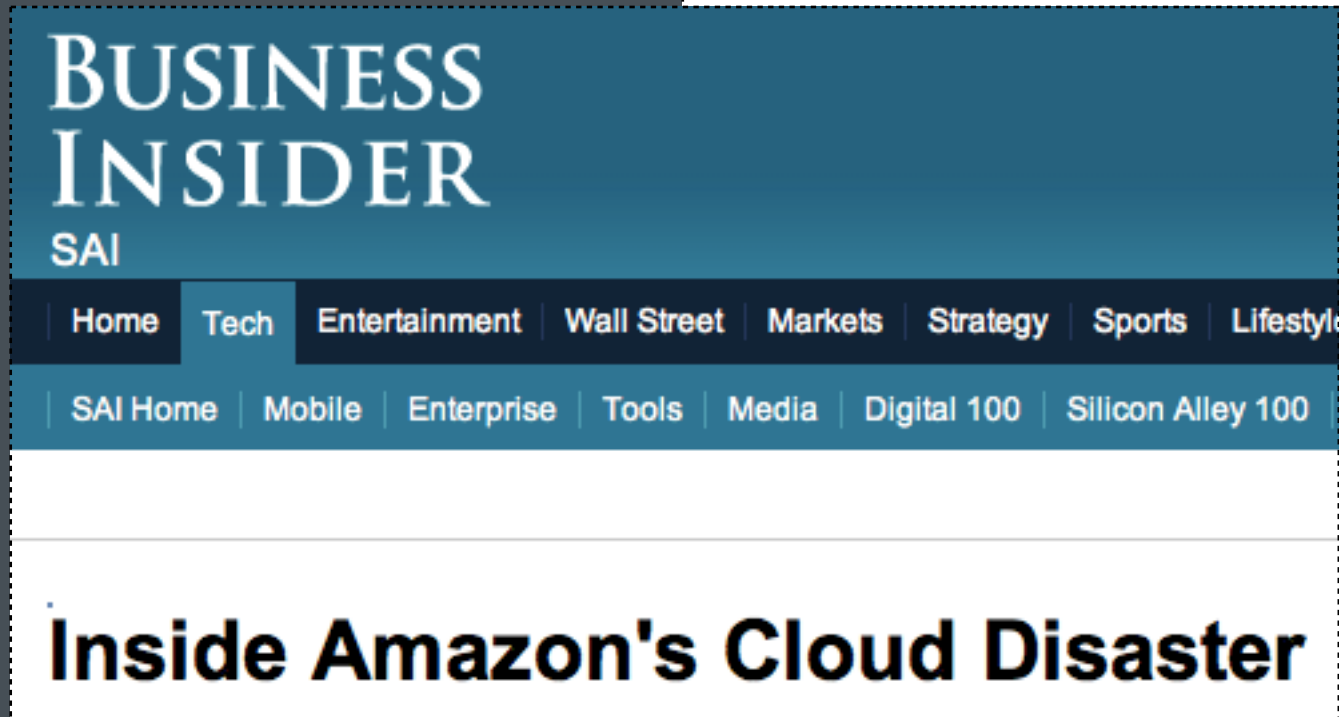 BUSINESS
INSIDER
SAI
Home Tech Entertainment Wall Street Markets Strategy Sports Lifestyle
SAI Home Mobile Enterprise Tools Media Digital 100 Silicon Alley 100
Inside Amazon's Cloud Disaster